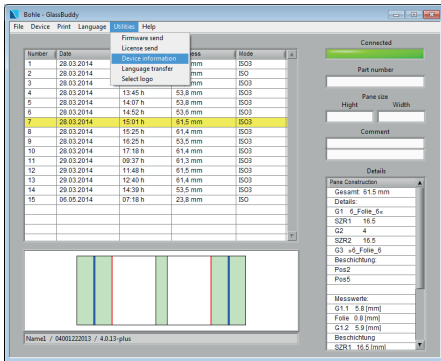 Bohle - GlassBuddy
File Device Print Language Utilities Help
Firmware send
License send
Device information
Language transfer
Select logo
Number Date ess Mode
1 28.03.2014 ISO3
2 28.03.2014 ISO3
3 28.03.2014 ISO3
4 28.03.2014 13:45 h 53,8 mm ISO3
5 28.03.2014 14:07 h 53,8 mm ISO3
6 28.03.2014 14:52 h 53,6 mm ISO3
7 28.03.2014 15:01 h 61,5 mm ISO3
8 28.03.2014 15:25 h 61,4 mm ISO3
9 28.03.2014 16:25 h 53,5 mm ISO3
10 28.03.2014 17:18 h 61,4 mm ISO3
11 29.03.2014 09:37 h 61,3 mm ISO3
12 29.03.2014 11:48 h 61,5 mm ISO3
13 29.03.2014 12:40 h 61,4 mm ISO3
14 29.03.2014 14:39 h 53,5 mm ISO3
15 06.05.2014 07:18 h 23,8 mm ISO
Name1 / 04001222013 / 4.0.13-plus
Connected
Part number
Pane size
Hight Width
Comment
Details
Pane Construction
Gesamt: 61.5 mm
Details:
G1 6_Folie_6«
SZR1 16.5
G2 4
SZR2 16.5
G3 »6_Folie_6
Beschichtung:
Pos2
Pos5
Messwerte:
G1.1 5.8 [mm]
Folie 0.8 [mm]
G1.2 5.9 [mm]
Beschichtung
SZR1 16.5 [mm]